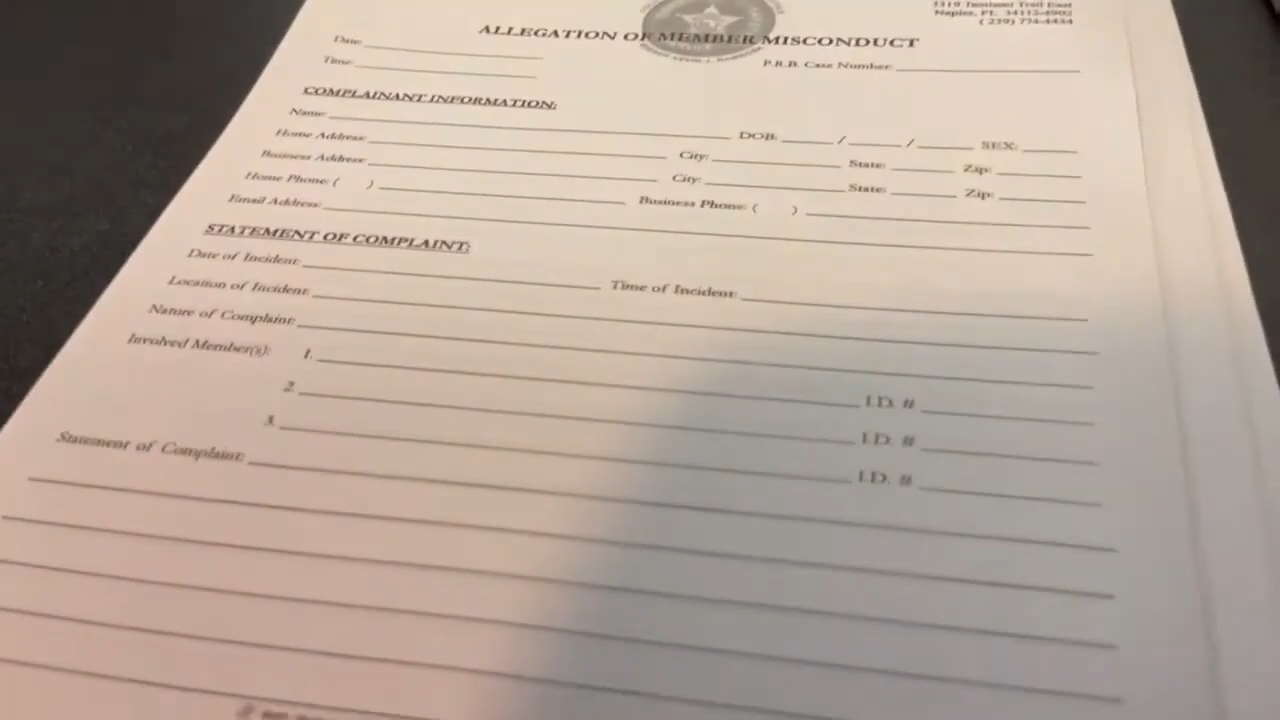 3319 Tamiami Trail East
Naples, FL 34112-4902
( 239) 774-4434
ALLEGATION OF MEMBER MISCONDUCT
Date:
Time:
P.R.B. Case Number:
COMPLAINANT INFORMATION:
Name: DOB: / / SEX:
Home Address: City: State: Zip:
Business Address: City: State: Zip:
Home Phone: ( ) Business Phone: ( )
Email Address:
STATEMENT OF COMPLAINT:
Date of Incident: Time of Incident:
Location of Incident:
Nature of Complaint:
Involved Member(s): 1. I.D. #
2. I.D. #
3. I.D. #
Statement of Complaint: